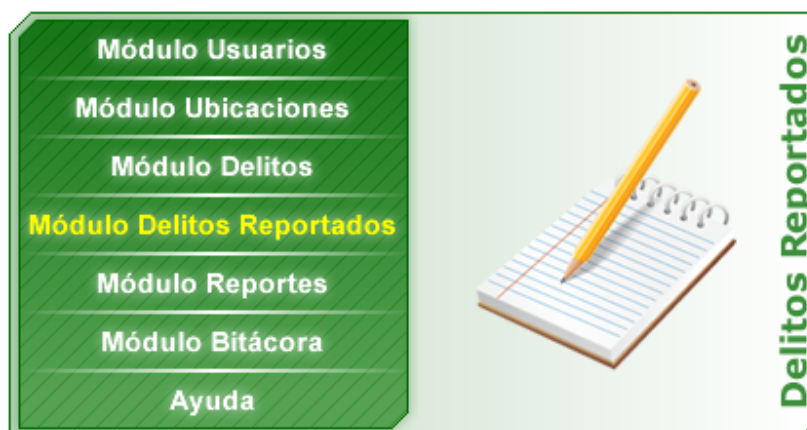 Módulo Usuarios
Módulo Ubicaciones
Módulo Delitos
Módulo Delitos Reportados
Módulo Reportes
Módulo Bitácora
Ayuda
Delitos Reportados